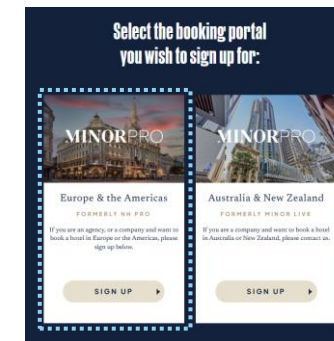 Select the booking portal
you wish to sign up for:
MINORPRO
Europe & the Americas
FORMERLY NH PRO
If you are an agency, or a company and want to
book a hotel in Europe or the Americas, please
sign up below.
SIGN UP
MINORPRO
Australia & New Zealand
FORMERLY MINOR LIVE
If you are a company and want to book a hotel
in Australia or New Zealand, please contact us.
SIGN UP